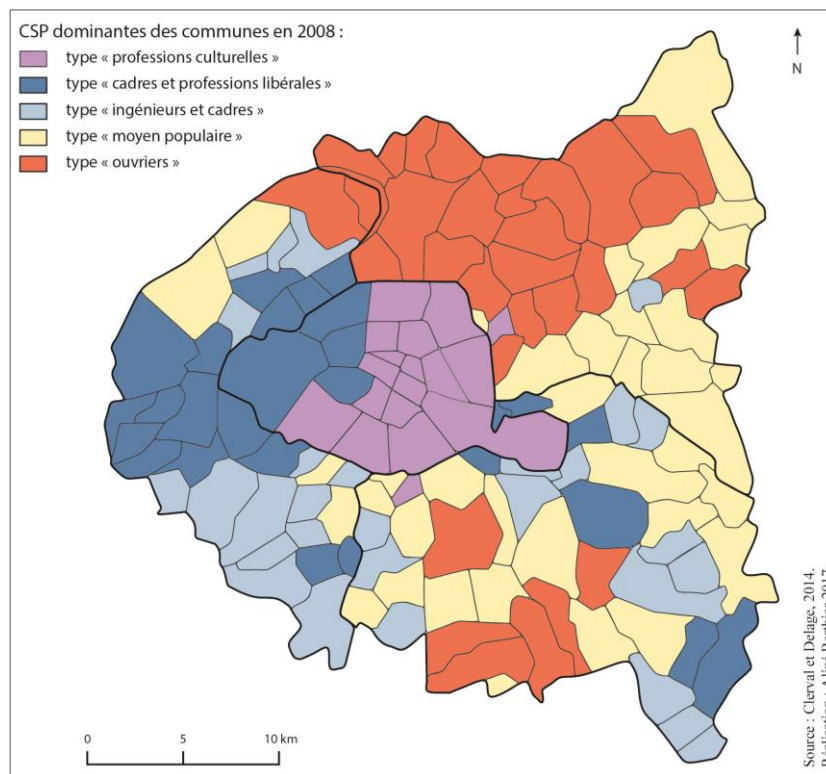 CSP dominantes des communes en 2008 :
type « professions culturelles »
type « cadres et professions libérales »
type « ingénieurs et cadres »
type « moyen populaire »
type « ouvriers »
N
0 5 10 km
Source : Clerval et Delage, 2014.